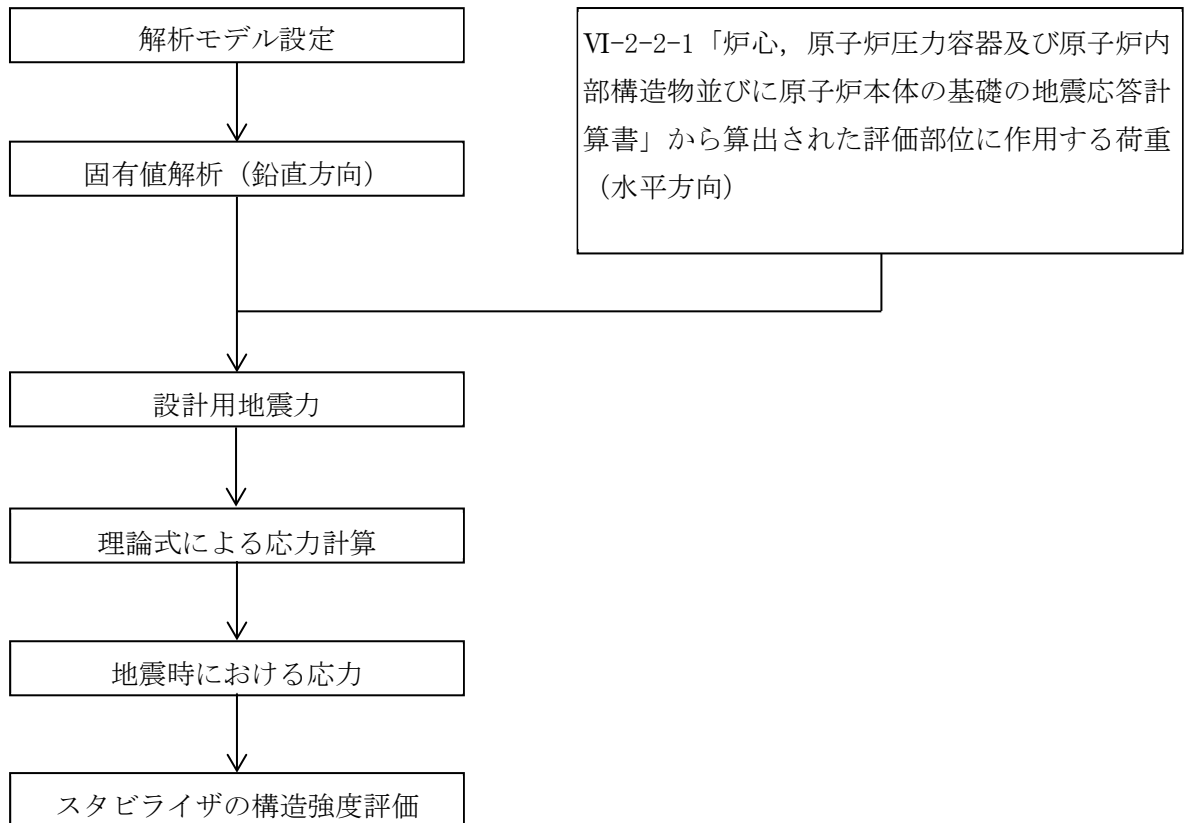 解析モデル設定
Ⅵ-2-2-1「炉心，原子炉圧力容器及び原子炉内
部構造物並びに原子炉本体の基礎の地震応答計
算書」から算出された評価部位に作用する荷重
（水平方向）
固有値解析（鉛直方向）
設計用地震力
理論式による応力計算
地震時における応力
スタビライザの構造強度評価